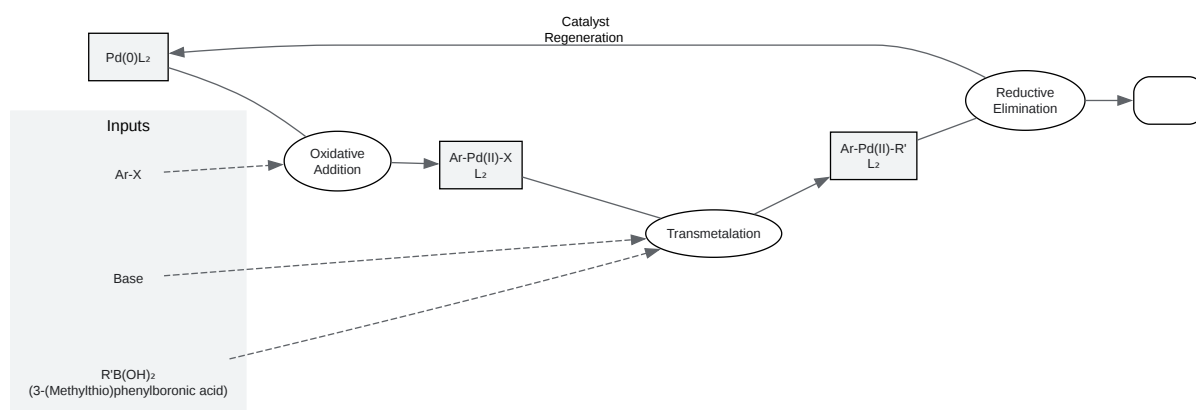 Catalyst
Regeneration
Pd(0)L₂
Reductive
Elimination
Inputs
Oxidative
Addition
Ar-Pd(II)-X
L₂
Ar-Pd(II)-R'
L₂
Ar-X
Transmetalation
Base
R'B(OH)₂
(3-(Methylthio)phenylboronic acid)